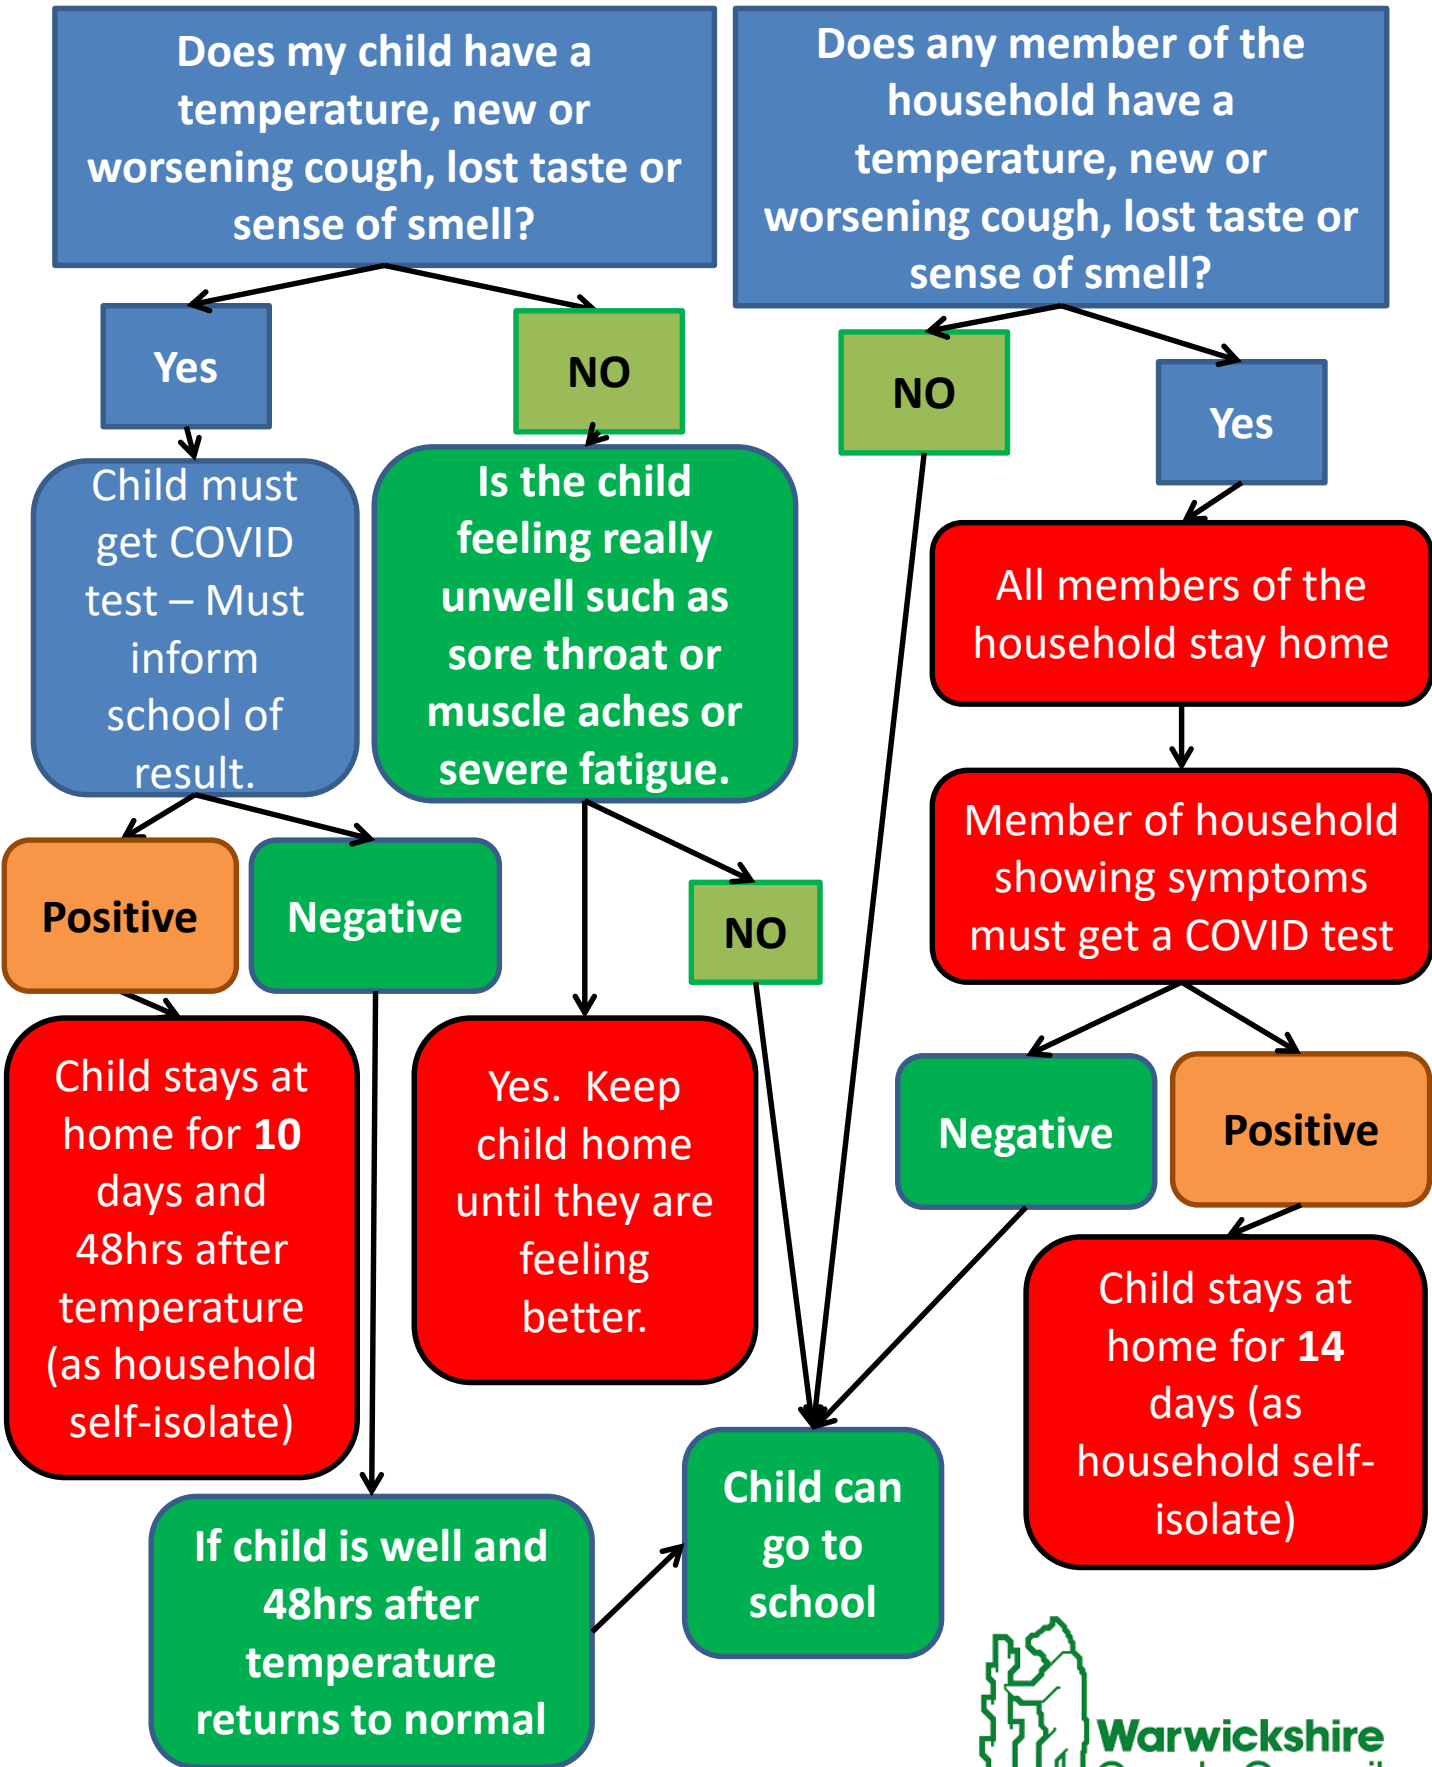 Does my child have a
temperature, new or
worsening cough, lost taste or
sense of smell?
Does any member of the
household have a
temperature, new or
worsening cough, lost taste or
sense of smell?
Yes
NO
NO
Yes
Child must
get COVID
test – Must
inform
school of
result.
Is the child
feeling really
unwell such as
sore throat or
muscle aches or
severe fatigue.
All members of the
household stay home
Member of household
showing symptoms
must get a COVID test
Positive
Negative
NO
Child stays at
home for 10
days and
48hrs after
temperature
(as household
self-isolate)
Yes.  Keep
child home
until they are
feeling
better.
Negative
Positive
Child stays at
home for 14
days (as
household self-
isolate)
If child is well and
48hrs after
temperature
returns to normal
Child can
go to
school
Warwickshire